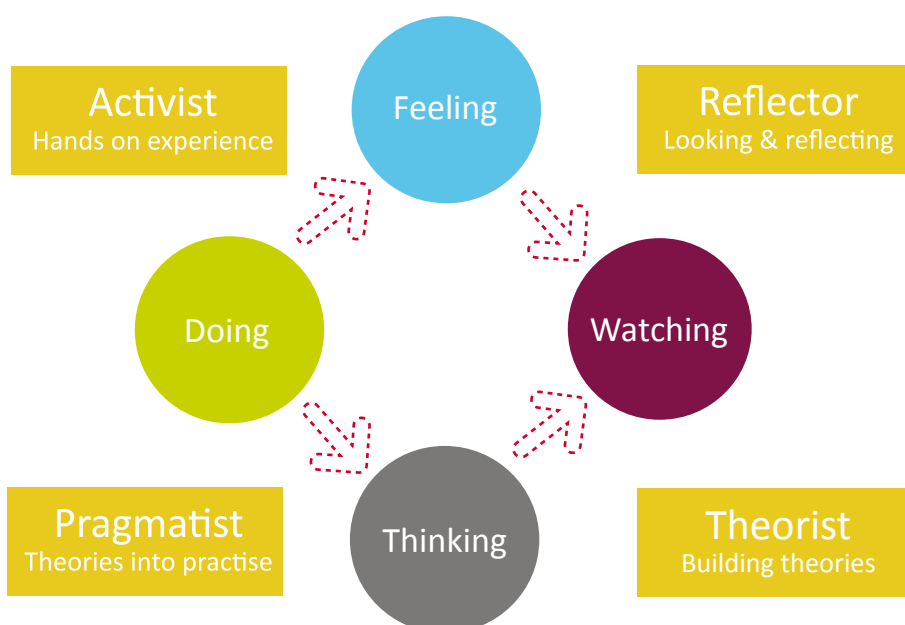 Activist
Hands on experience
Feeling
Reflector
Looking & reflecting
Doing
Watching
Pragmatist
Theories into practise
Thinking
Theorist
Building theories